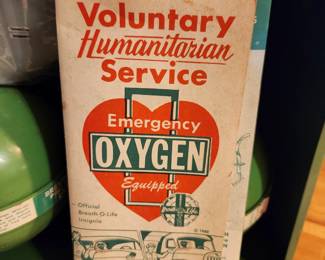 Voluntary
Humanitarian
Service
Emergency
OXYGEN
Equipped
Official
Breath-O-Life
Insignia